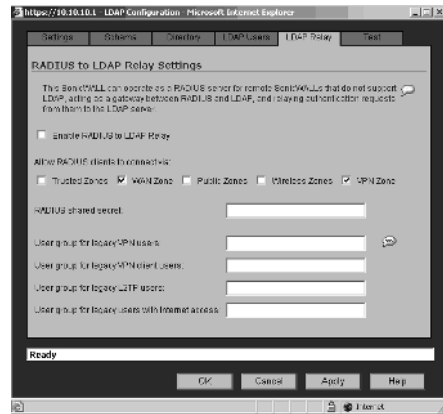 https://10.10.10.1 - LDAP Configuration - Microsoft Internet Explorer
Settings Schema Directory LDAP Users LDAP Relay Test
RADIUS to LDAP Relay Settings
This SonicWALL can operate as a RADIUS server for remote SonicWALLs that do not support
LDAP, acting as a gateway between RADIUS and LDAP, and relaying authentication requests
from them to the LDAP server.
Enable RADIUS to LDAP Relay
Allow RADIUS clients to connect via:
Trusted Zones WAN Zone Public Zones Wireless Zones VPN Zone
RADIUS shared secret:
User group for legacy VPN users:
User group for legacy VPN client users:
User group for legacy L2TP users:
User group for legacy users with Internet access:
Ready
OK Cancel Apply Help
Internet